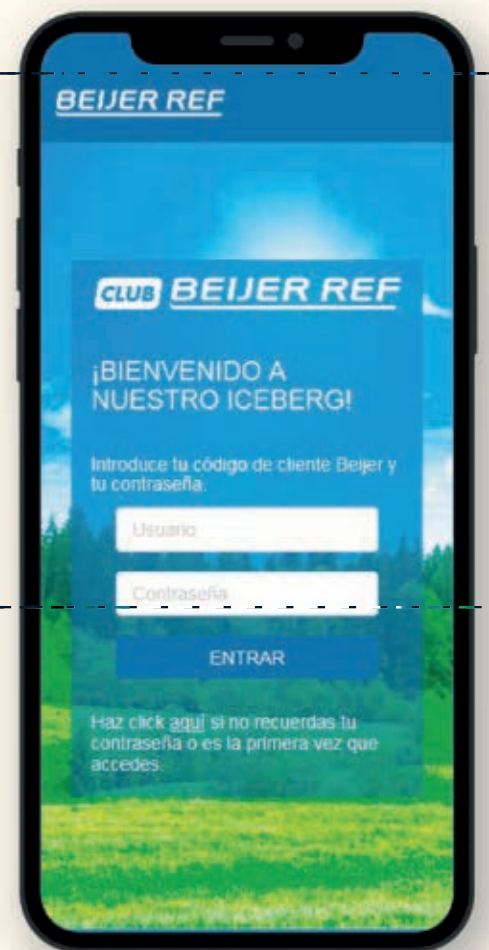 BEIJER REF
CLUB BEIJER REF
¡BIENVENIDO A
NUESTRO ICEBERG!
Introduce tu código de cliente Beijer y
tu contraseña.
Usuario
Contraseña
ENTRAR
Haz click aquí si no recuerdas tu
contraseña o es la primera vez que
accedes.